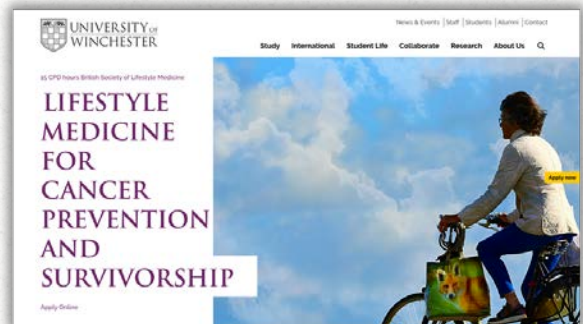 UNIVERSITY OF
WINCHESTER
News & Events | Staff | Students | Alumni | Contact
Study International Student Life Collaborate Research About Us
15 CPD hours British Society of Lifestyle Medicine
LIFESTYLE
MEDICINE
FOR
CANCER
PREVENTION
AND
SURVIVORSHIP
Apply now
Apply Online